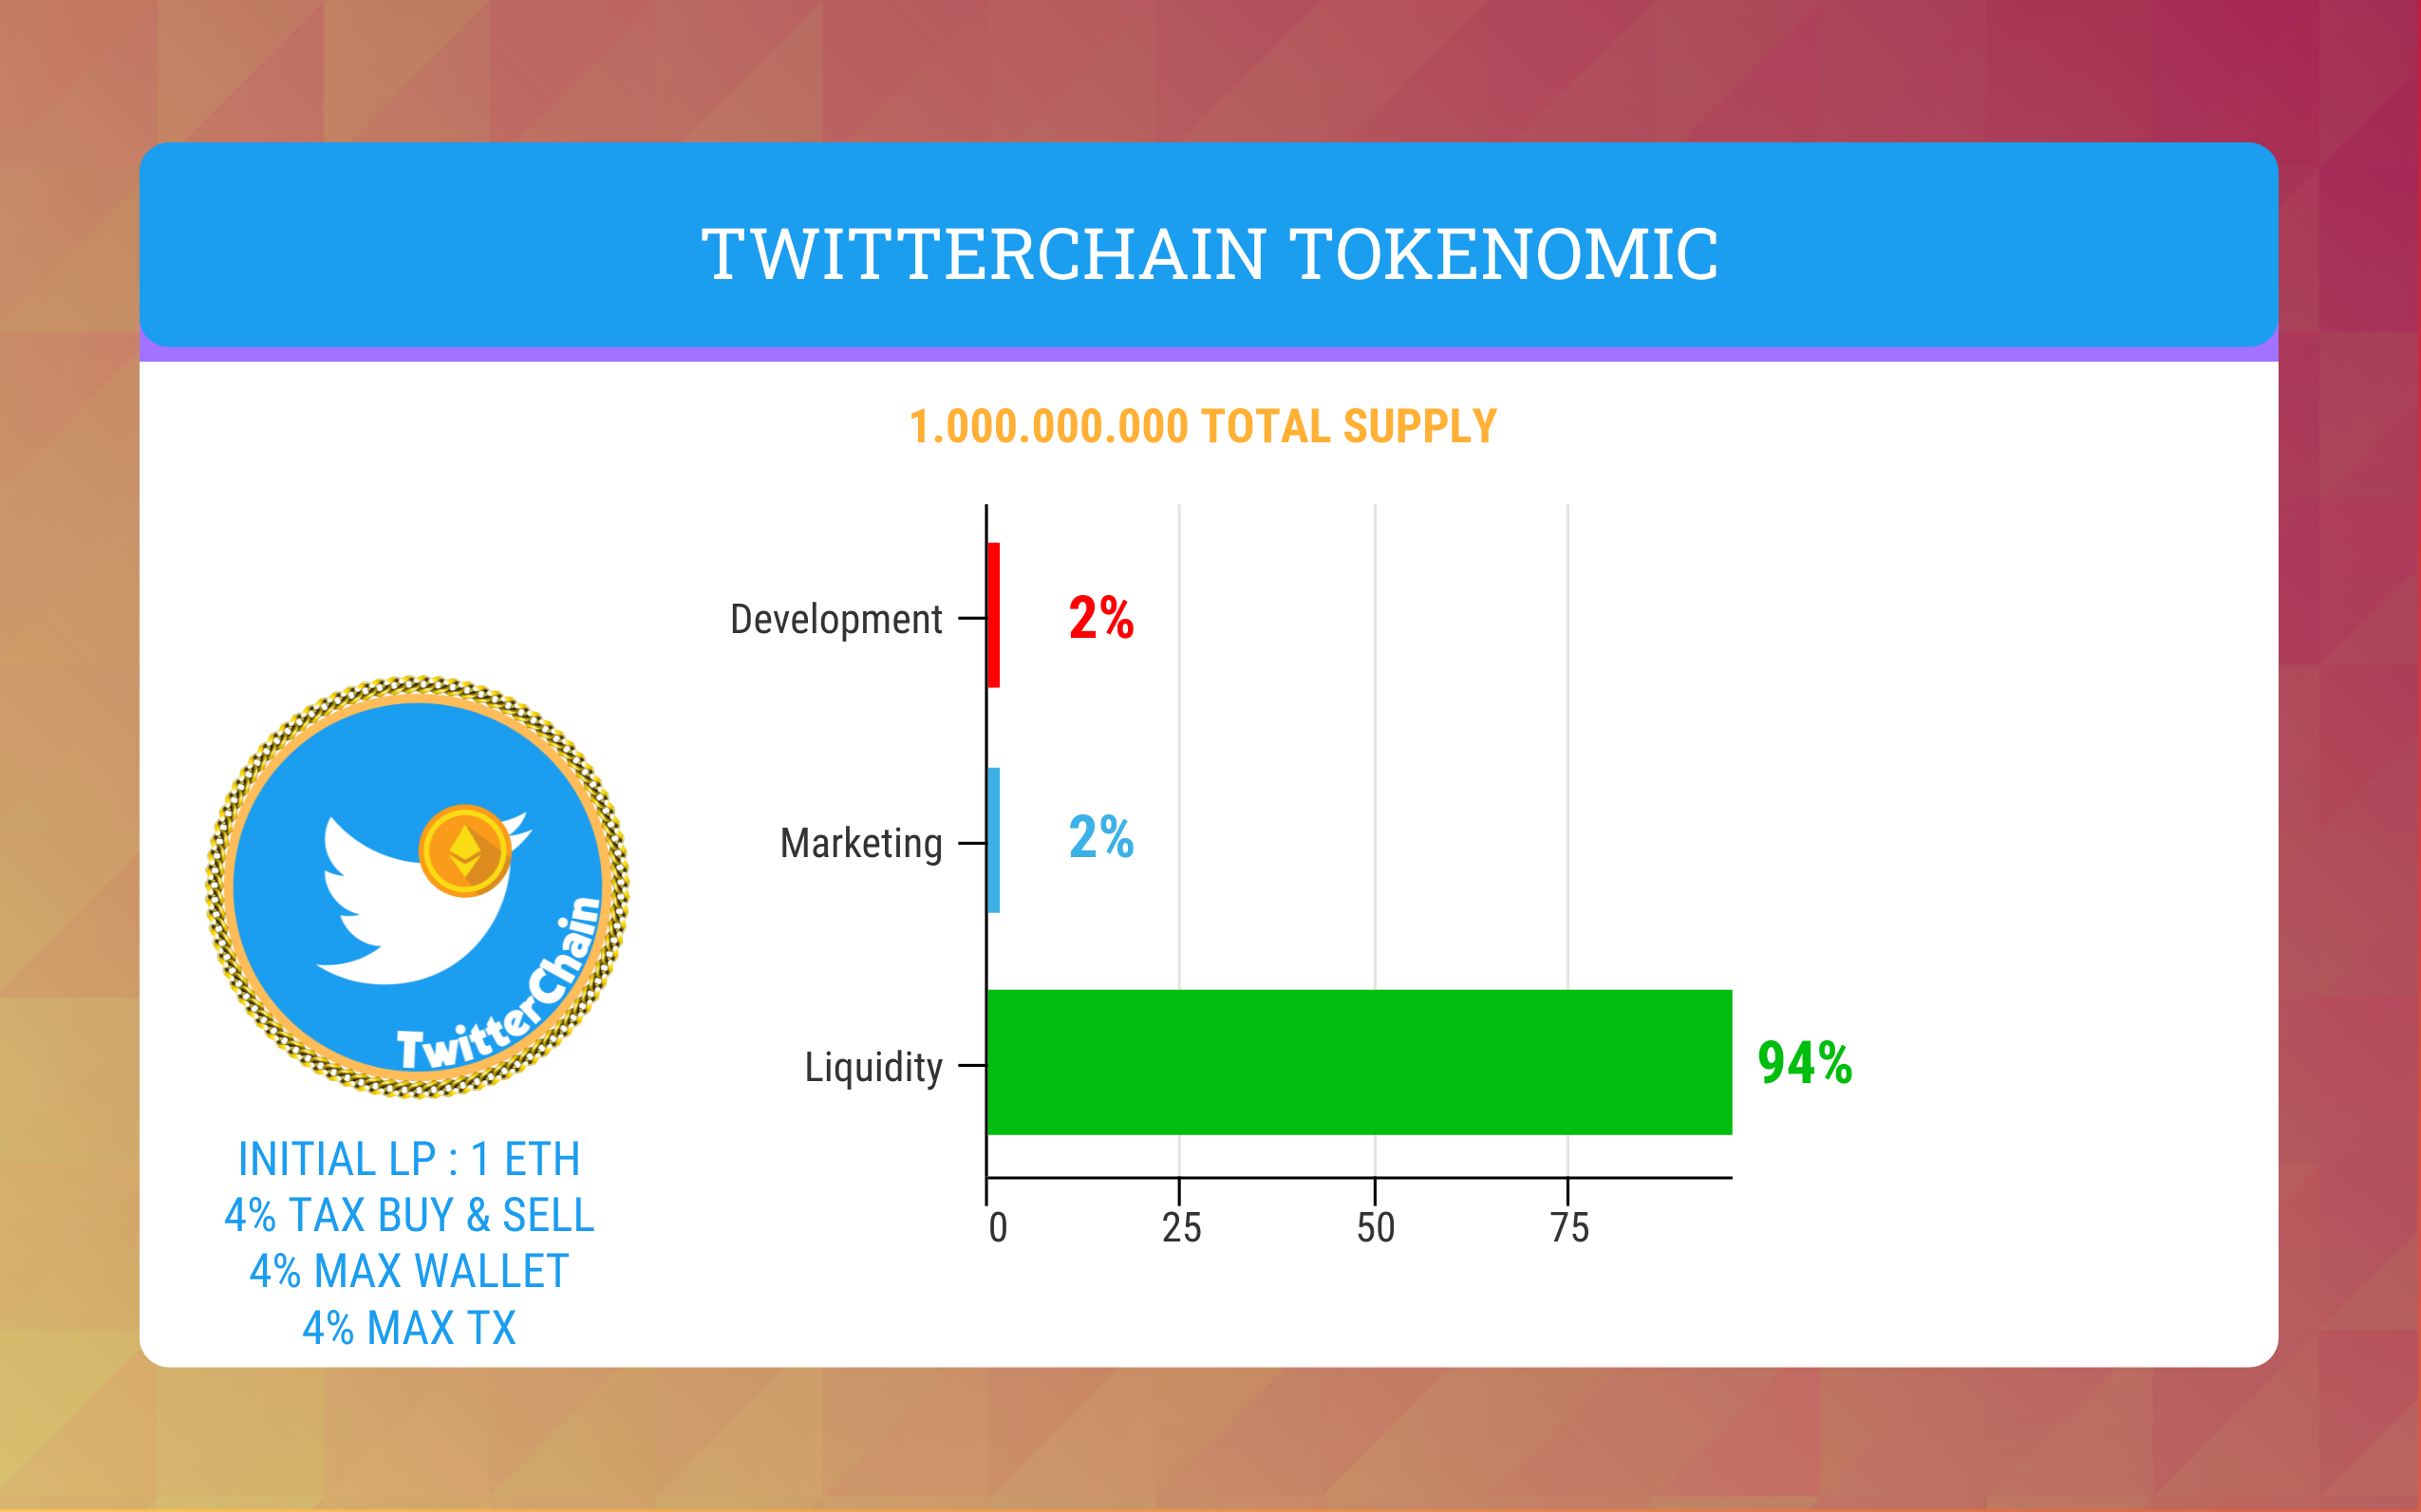 TWITTERCHAIN TOKENOMIC
1.000.000.000 TOTAL SUPPLY
Development
2%
Marketing
2%
Liquidity
94%
0 25 50 75
TwitterChain
INITIAL LP : 1 ETH
4% TAX BUY & SELL
4% MAX WALLET
4% MAX TX